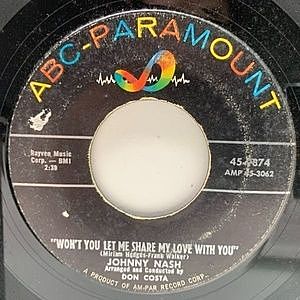 ABC-PARAMOUNT
Rayven Music
Corp. — BMI
2:30
45-9874
AMP 45-3062
"WON'T YOU LET ME SHARE MY LOVE WITH YOU"
(Miriam Hodges-Frank Walker)
JOHNNY NASH
Arranged and Conducted by
DON COSTA
A PRODUCT OF AM-PAR RECORD CORP.